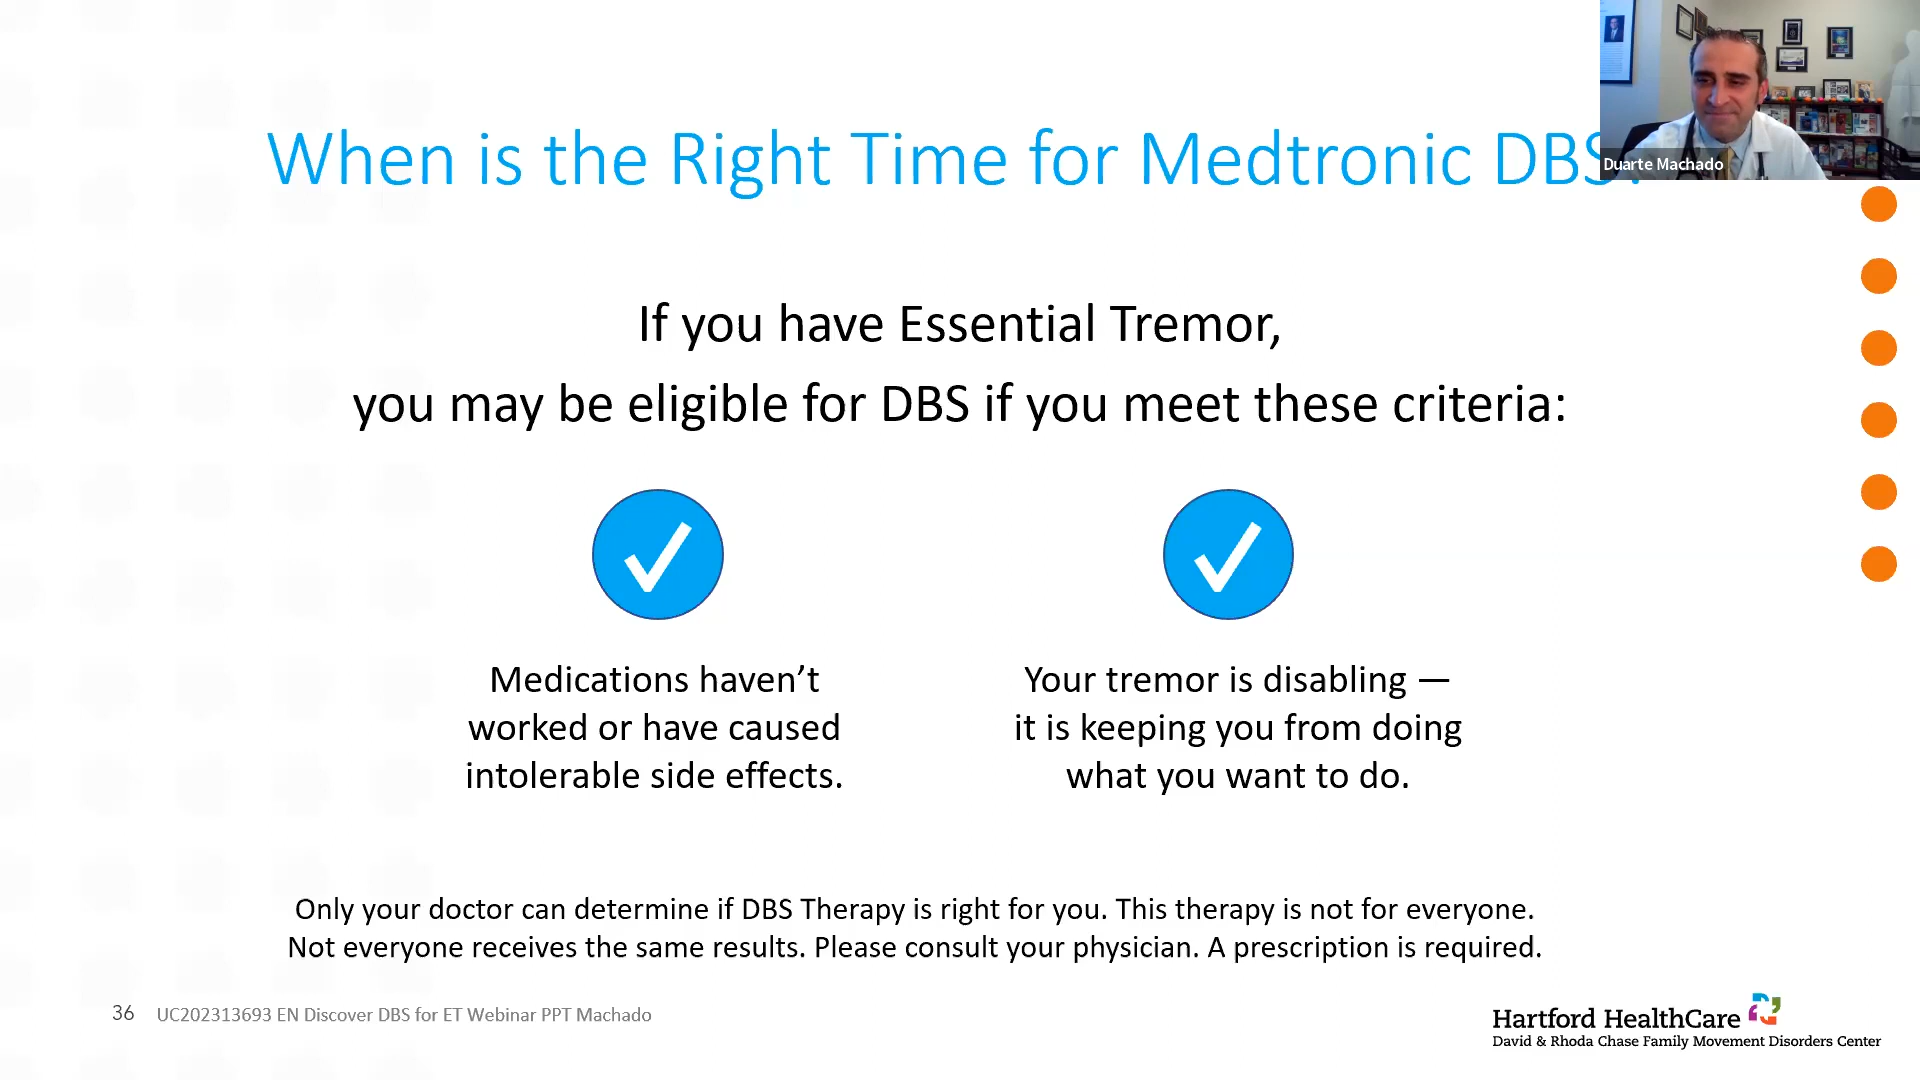 When is the Right Time for Medtronic DBS
Duarte Machado
If you have Essential Tremor,
you may be eligible for DBS if you meet these criteria:
Medications haven’t
worked or have caused
intolerable side effects.
Your tremor is disabling —
it is keeping you from doing
what you want to do.
Only your doctor can determine if DBS Therapy is right for you. This therapy is not for everyone.
Not everyone receives the same results. Please consult your physician. A prescription is required.
36 UC202313693 EN Discover DBS for ET Webinar PPT Machado
Hartford HealthCare
David & Rhoda Chase Family Movement Disorders Center